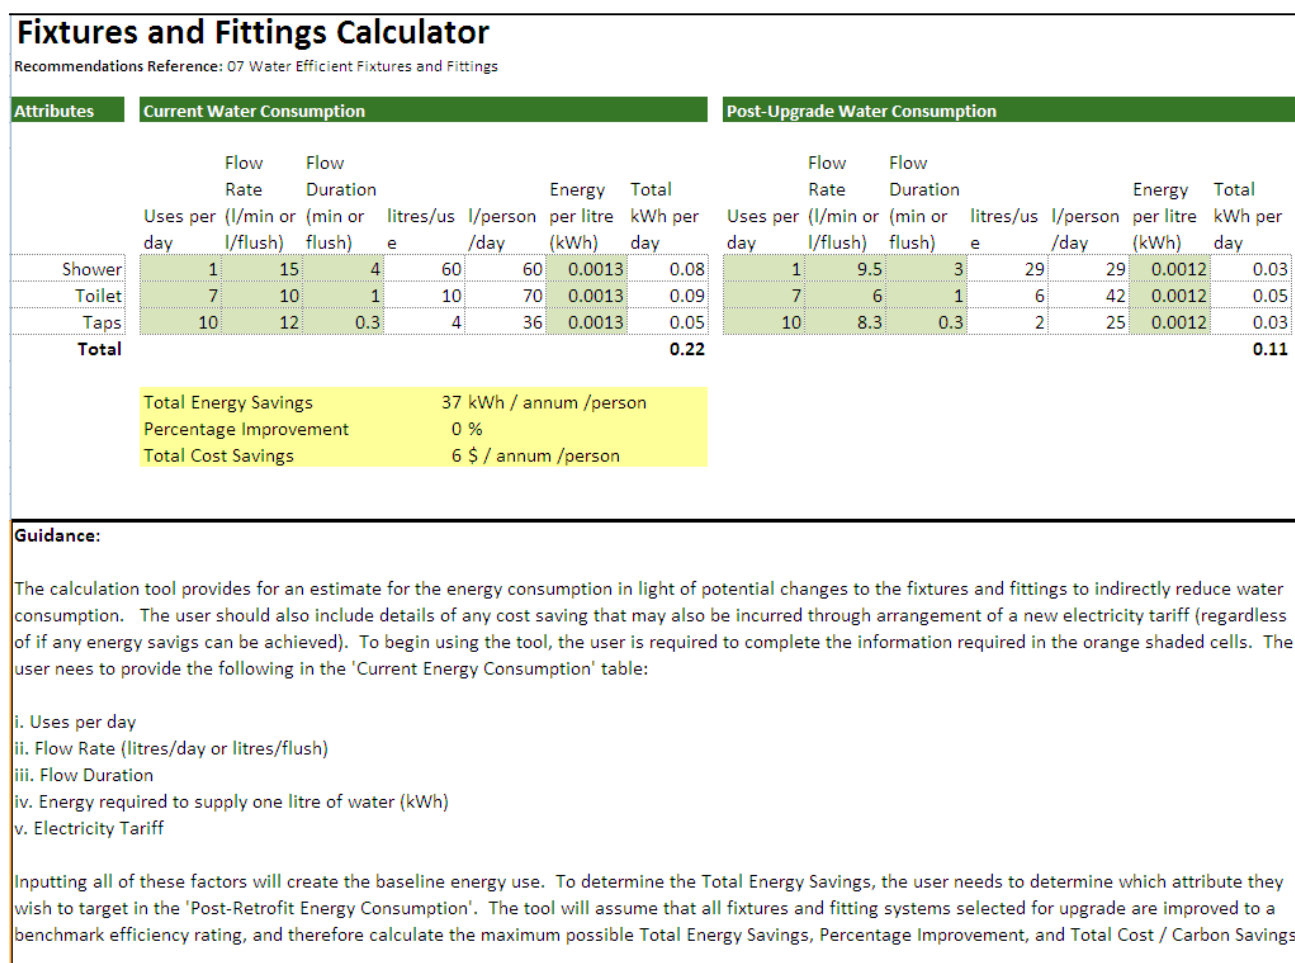 Fixtures and Fittings Calculator
Recommendations Reference: 07 Water Efficient Fixtures and Fittings
Attributes Current Water Consumption Post-Upgrade Water Consumption
Flow Flow Flow Flow
Rate Duration Energy Total Rate Duration Energy Total
Uses per (l/min or (min or litres/us l/person per litre kWh per Uses per (l/min or (min or litres/us l/person per litre kWh per
day l/flush) flush) e /day (kWh) day day l/flush) flush) e /day (kWh) day
Shower 1 15 4 60 60 0.0013 0.08 1 9.5 3 29 29 0.0012 0.03
Toilet 7 10 1 10 70 0.0013 0.09 7 6 1 6 42 0.0012 0.05
Taps 10 12 0.3 4 36 0.0013 0.05 10 8.3 0.3 2 25 0.0012 0.03
Total 0.22 0.11
Total Energy Savings 37 kWh / annum /person
Percentage Improvement 0 %
Total Cost Savings 6 $ / annum /person
Guidance:
The calculation tool provides for an estimate for the energy consumption in light of potential changes to the fixtures and fittings to indirectly reduce water
consumption. The user should also include details of any cost saving that may also be incurred through arrangement of a new electricity tariff (regardless
of if any energy savigs can be achieved). To begin using the tool, the user is required to complete the information required in the orange shaded cells. The
user nees to provide the following in the 'Current Energy Consumption' table:
i. Uses per day
ii. Flow Rate (litres/day or litres/flush)
iii. Flow Duration
iv. Energy required to supply one litre of water (kWh)
v. Electricity Tariff
Inputting all of these factors will create the baseline energy use. To determine the Total Energy Savings, the user needs to determine which attribute they
wish to target in the 'Post-Retrofit Energy Consumption'. The tool will assume that all fixtures and fitting systems selected for upgrade are improved to a
benchmark efficiency rating, and therefore calculate the maximum possible Total Energy Savings, Percentage Improvement, and Total Cost / Carbon Savings